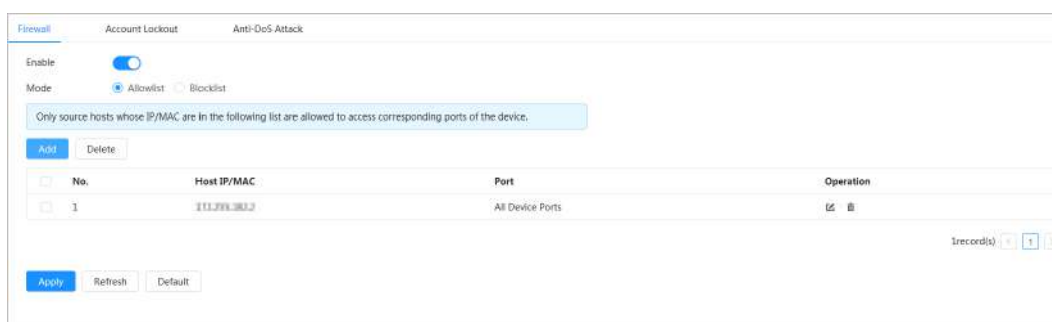 Firewall Account Lockout Anti-DoS Attack
Enable
Mode Allowlist Blocklist
Only source hosts whose IP/MAC are in the following list are allowed to access corresponding ports of the device.
Add Delete
No. Host IP/MAC Port Operation
1 All Device Ports
1record(s) 1
Apply Refresh Default